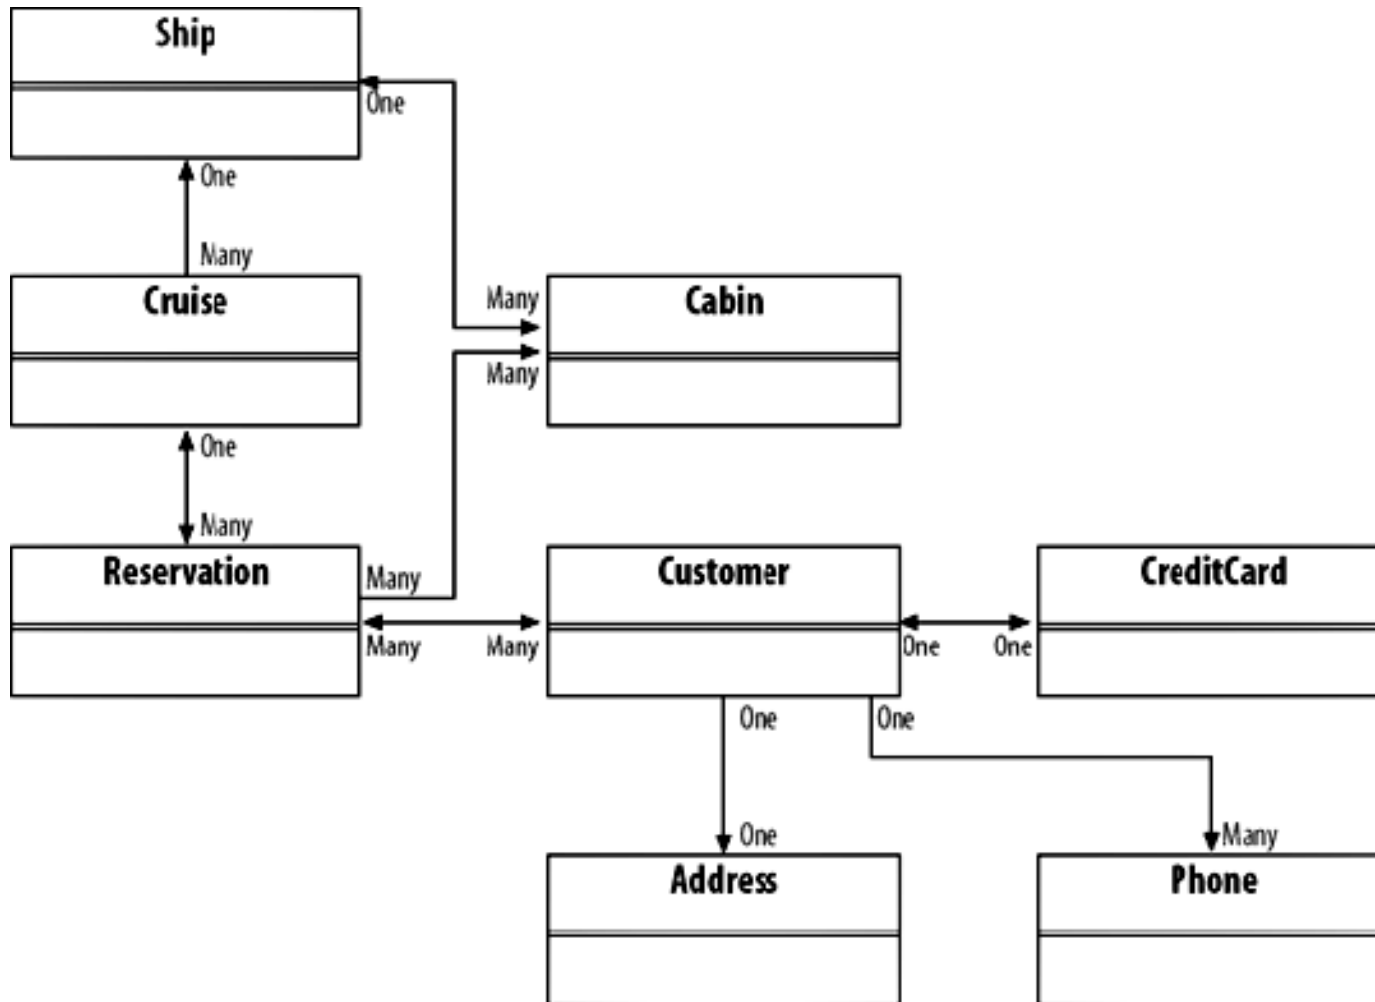 Ship
One
One
Many
Cruise
Many
Cabin
Many
One
Many
Reservation
Many
Customer
CreditCard
Many
Many
One
One
One
One
One
Many
Address
Phone